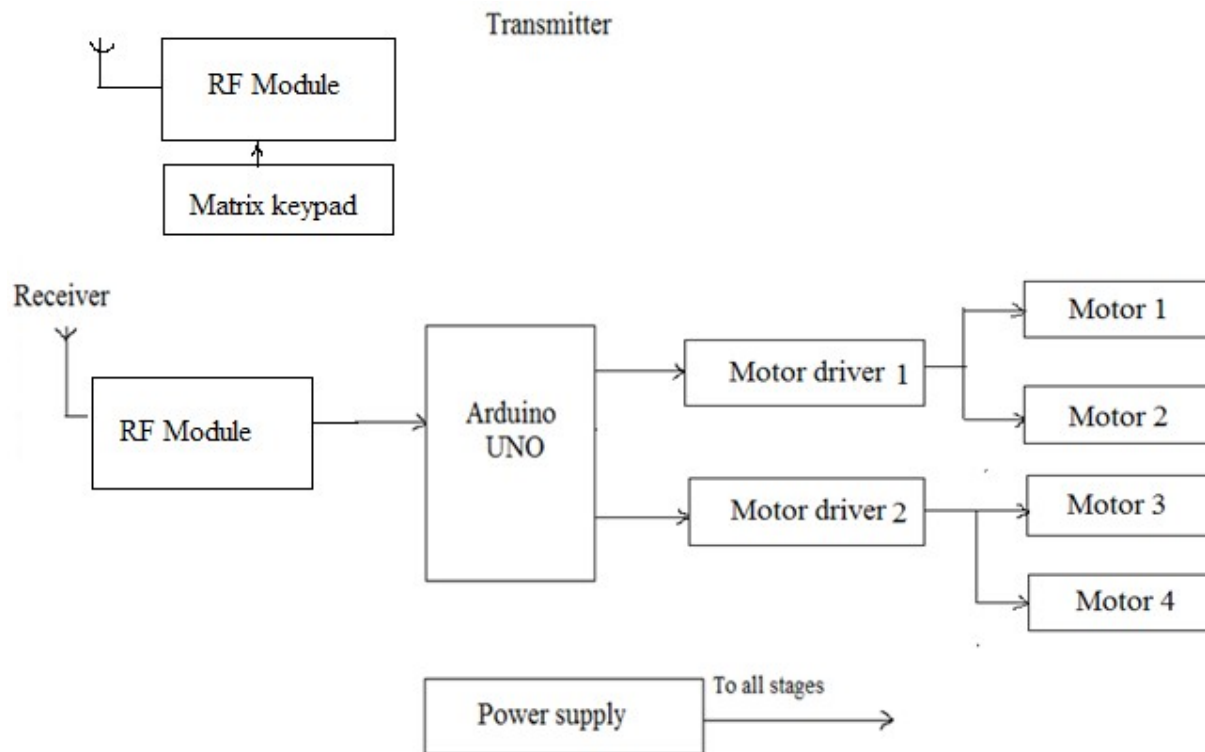 Transmitter
RF Module
Matrix keypad
Receiver
RF Module
Arduino
UNO
Motor driver 1
Motor driver 2
Motor 1
Motor 2
Motor 3
Motor 4
Power supply
To all stages